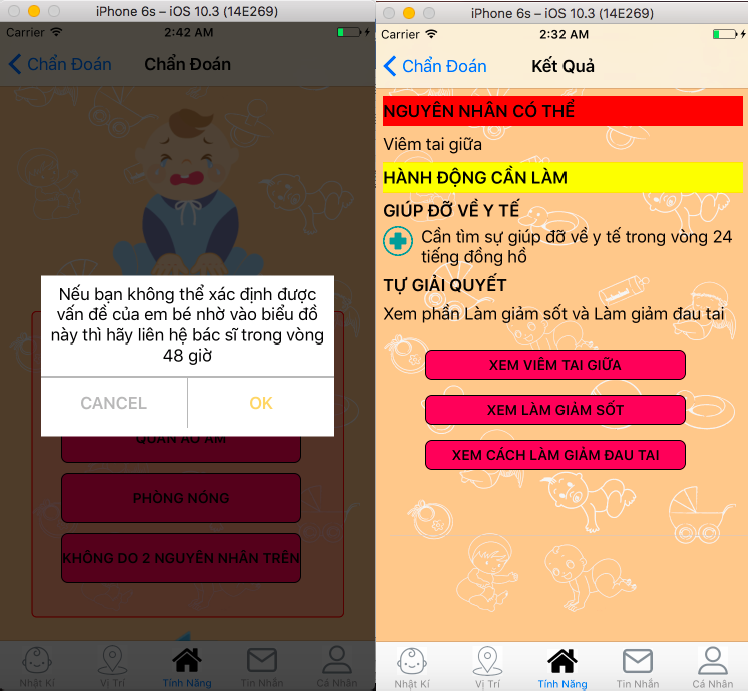 iPhone 6s – iOS 10.3 (14E269)
Carrier 2:42 AM
Chẩn Đoán Chẩn Đoán
Nếu bạn không thể xác định được
vấn đề của em bé nhờ vào biểu đồ
này thì hãy liên hệ bác sĩ trong vòng
48 giờ
CANCEL OK
QUẦN ÁO ẤM
PHÒNG NÓNG
KHÔNG DO 2 NGUYÊN NHÂN TRÊN
Nhật Kí Vị Trí Tính Năng Tin Nhắn Cá Nhân
iPhone 6s – iOS 10.3 (14E269)
Carrier 2:32 AM
Chẩn Đoán Kết Quả
NGUYÊN NHÂN CÓ THỂ
Viêm tai giữa
HÀNH ĐỘNG CẦN LÀM
GIÚP ĐỠ VỀ Y TẾ
Cần tìm sự giúp đỡ về y tế trong vòng 24
tiếng đồng hồ
TỰ GIẢI QUYẾT
Xem phần Làm giảm sốt và Làm giảm đau tai
XEM VIÊM TAI GIỮA
XEM LÀM GIẢM SỐT
XEM CÁCH LÀM GIẢM ĐAU TAI
Nhật Kí Vị Trí Tính Năng Tin Nhắn Cá Nhân